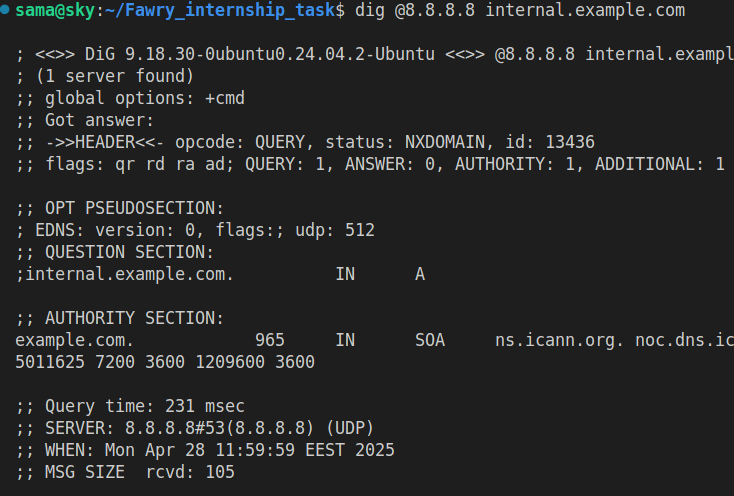 sama@sky:~/Fawry_internship_task$ dig @8.8.8.8 internal.example.com
; <<>> DiG 9.18.30-0ubuntu0.24.04.2-Ubuntu <<>> @8.8.8.8 internal.exampl
; (1 server found)
;; global options: +cmd
;; Got answer:
;; ->>HEADER<<- opcode: QUERY, status: NXDOMAIN, id: 13436
;; flags: qr rd ra ad; QUERY: 1, ANSWER: 0, AUTHORITY: 1, ADDITIONAL: 1
;; OPT PSEUDOSECTION:
; EDNS: version: 0, flags:; udp: 512
;; QUESTION SECTION:
;internal.example.com. IN A
;; AUTHORITY SECTION:
example.com. 965 IN SOA ns.icann.org. noc.dns.ic
5011625 7200 3600 1209600 3600
;; Query time: 231 msec
;; SERVER: 8.8.8.8#53(8.8.8.8) (UDP)
;; WHEN: Mon Apr 28 11:59:59 EEST 2025
;; MSG SIZE rcvd: 105